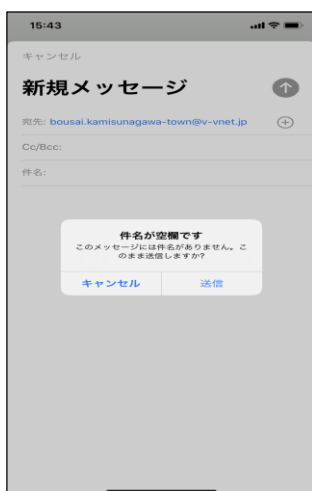 15:43
キャンセル
新規メッセージ
宛先: bousai.kamisunagawa-town@v-vnet.jp
Cc/Bcc:
件名:
件名が空欄です
このメッセージには件名がありません。こ
のまま送信しますか?
キャンセル 送信